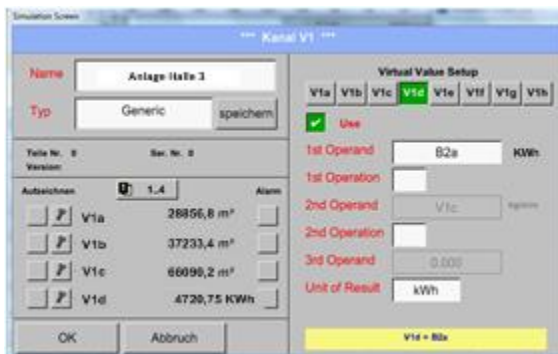 Simulation Screen
*** Kanal V1 ***
Name
Anlage Halle 3
Typ
Generic
speichern
Teile Nr. 0
Ser. Nr. 0
Version:
Aufzeichnen
1.4
Alarm
V1a
28856,8 m³
V1b
37233,4 m³
V1c
66090,2 m³
V1d
4720,75 KWh
OK
Abbruch
Virtual Value Setup
V1a V1b V1c V1d V1e V1f V1g V1h
Use
1st Operand
B2a
KWh
1st Operation
2nd Operand
V1c
2nd Operation
3rd Operand
0.000
Unit of Result
kWh
V1d = B2a